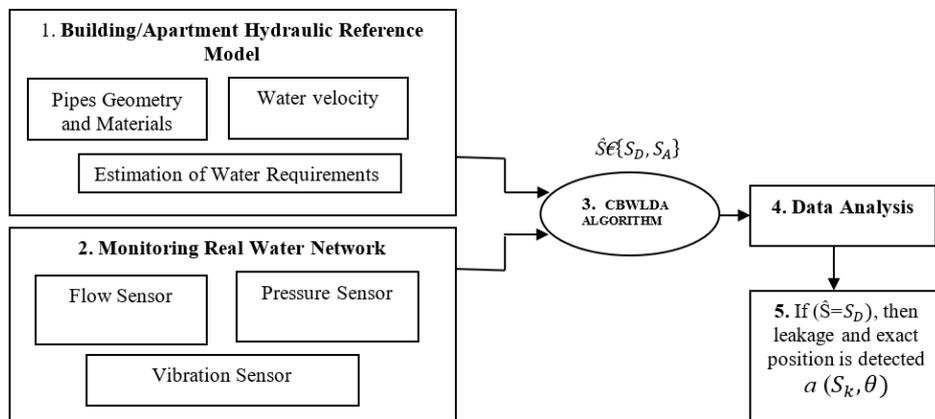 1. Building/Apartment Hydraulic Reference
Model
Pipes Geometry
and Materials
Water velocity
Estimation of Water Requirements
2. Monitoring Real Water Network
Flow Sensor
Pressure Sensor
Vibration Sensor
Ŝ€{S_D, S_A}
3. CBWLDA
ALGORITHM
4. Data Analysis
5. If (Ŝ=S_D), then
leakage and exact
position is detected
a (S_k, θ)